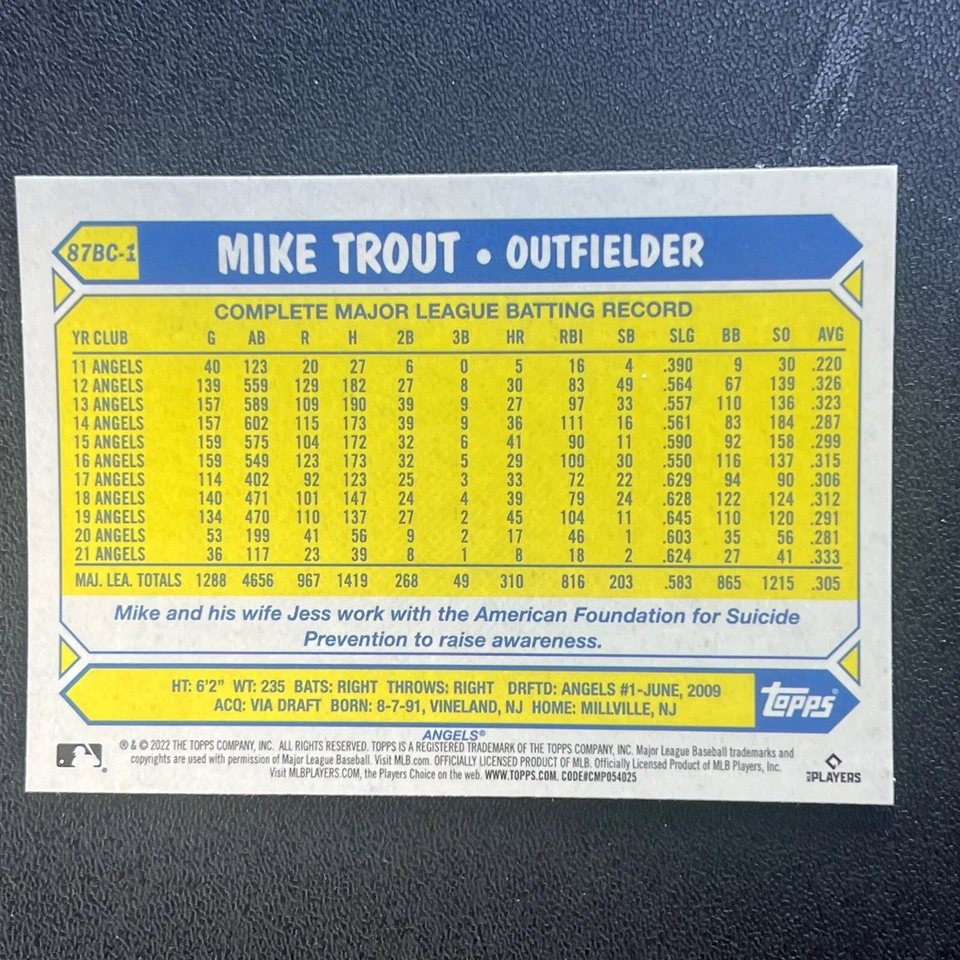 87BC-1 MIKE TROUT • OUTFIELDER
COMPLETE MAJOR LEAGUE BATTING RECORD
YR CLUB G AB R H 2B 3B HR RBI SB SLG BB SO AVG
11 ANGELS 40 123 20 27 6 0 5 16 4 .390 9 30 .220
12 ANGELS 139 559 129 182 27 8 30 83 49 .564 67 139 .326
13 ANGELS 157 589 109 190 39 9 27 97 33 .557 110 136 .323
14 ANGELS 157 602 115 173 39 9 36 111 16 .561 83 184 .287
15 ANGELS 159 575 104 172 32 6 41 90 11 .590 92 158 .299
16 ANGELS 159 549 123 173 32 5 29 100 30 .550 116 137 .315
17 ANGELS 114 402 92 123 25 3 33 72 22 .629 94 90 .306
18 ANGELS 140 471 101 147 24 4 39 79 24 .628 122 124 .312
19 ANGELS 134 470 110 137 27 2 45 104 11 .645 110 120 .291
20 ANGELS 53 199 41 56 9 2 17 46 1 .603 35 56 .281
21 ANGELS 36 117 23 39 8 1 8 18 2 .624 27 41 .333
MAJ. LEA. TOTALS 1288 4656 967 1419 268 49 310 816 203 .583 865 1215 .305
Mike and his wife Jess work with the American Foundation for Suicide
Prevention to raise awareness.
HT: 6'2" WT: 235 BATS: RIGHT THROWS: RIGHT DRFTD: ANGELS #1-JUNE, 2009
ACQ: VIA DRAFT BORN: 8-7-91, VINELAND, NJ HOME: MILLVILLE, NJ
topps®
ANGELS®
® & © 2022 THE TOPPS COMPANY, INC. ALL RIGHTS RESERVED. TOPPS IS A REGISTERED TRADEMARK OF THE TOPPS COMPANY, INC. Major League Baseball trademarks and
copyrights are used with permission of Major League Baseball. Visit MLB.com. OFFICIALLY LICENSED PRODUCT OF MLB. Officially Licensed Product of MLB Players, Inc.
Visit MLBPLAYERS.COM, the Players Choice on the web. WWW.TOPPS.COM. CODE#CMP054025
MLB PLAYERS